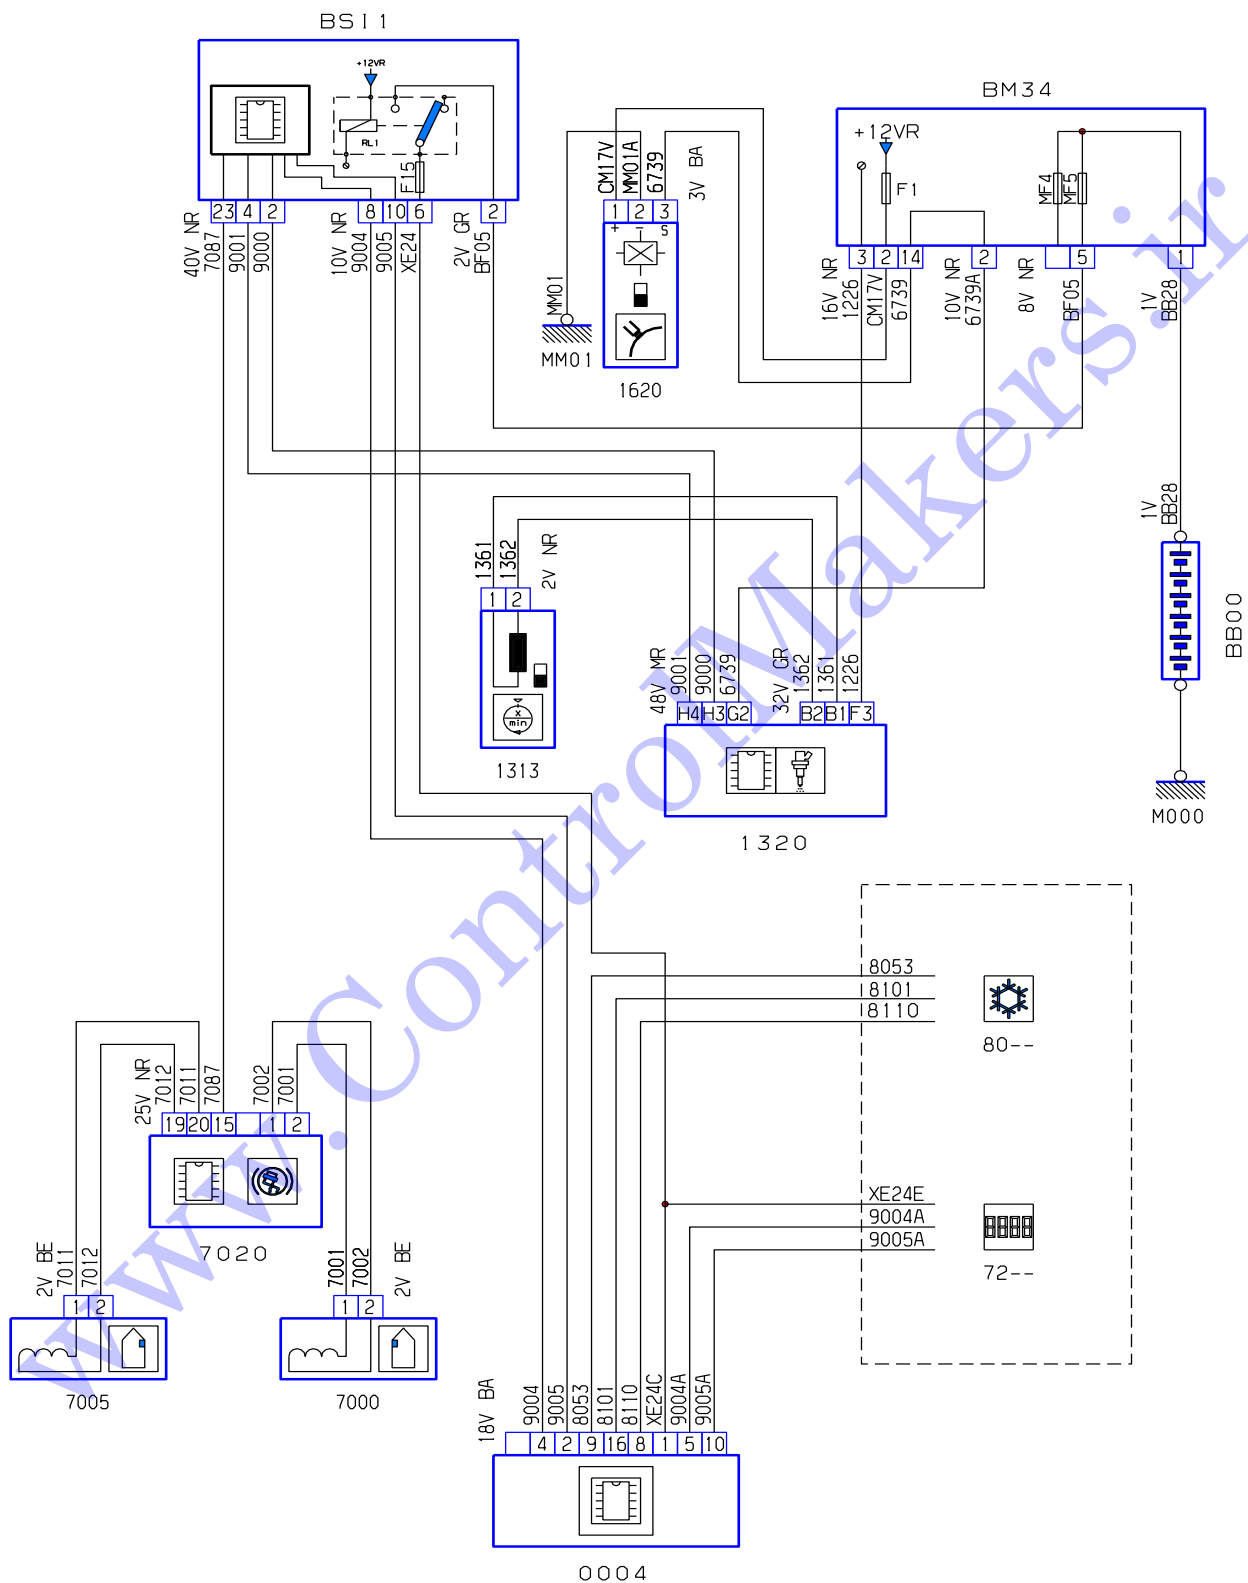 BSI1
+12VR
RL1
F15
23 4 2 8 10 6 2
40V NR
7087
9001
9000
10V NR
9004
9005
XE24
2V GR
BF05
CM17V
MM01A
6739
3V BA
1 2 3
+ - S
1620
MM01
MM01
BM34
+12VR
F1
MF4
MF5
3 2 14 2 5 1
16V NR
1226
CM17V
6739
10V NR
6739A
8V NR
BF05
1V
BB28
1V
BB28
BB00
M000
1361
1362
2V NR
1 2
x
min
1313
48V MR
9001
9000
6739
32V GR
1362
1361
1226
H4 H3 G2 B2 B1 F3
1320
8053
8101
8110
80--
XE24E
9004A
9005A
72--
25V NR
7012
7011
7087
7002
7001
19 20 15 1 2
7020
2V BE
7011
7012
1 2
7005
7001
7002
2V BE
1 2
7000
18V BA
9004
9005
8053
8101
8110
XE24C
9004A
9005A
4 2 9 16 8 1 5 10
0004
www.ControlMakers.ir